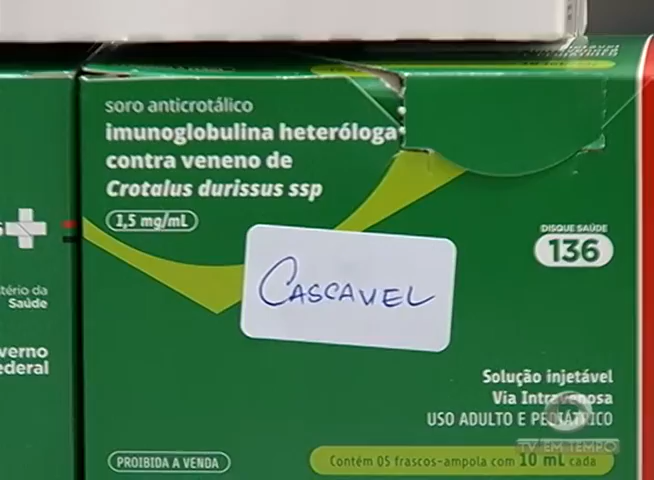 soro anticrotálico
imunoglobulina heteróloga
contra veneno de
Crotalus durissus ssp
1,5 mg/mL
CASCAVEL
DISQUE SAÚDE
136
Solução injetável
Via Intravenosa
USO ADULTO E PEDIÁTRICO
PROIBIDA A VENDA
Contém 05 frascos-ampola com 10 mL cada
Saúde
TV EM TEMPO